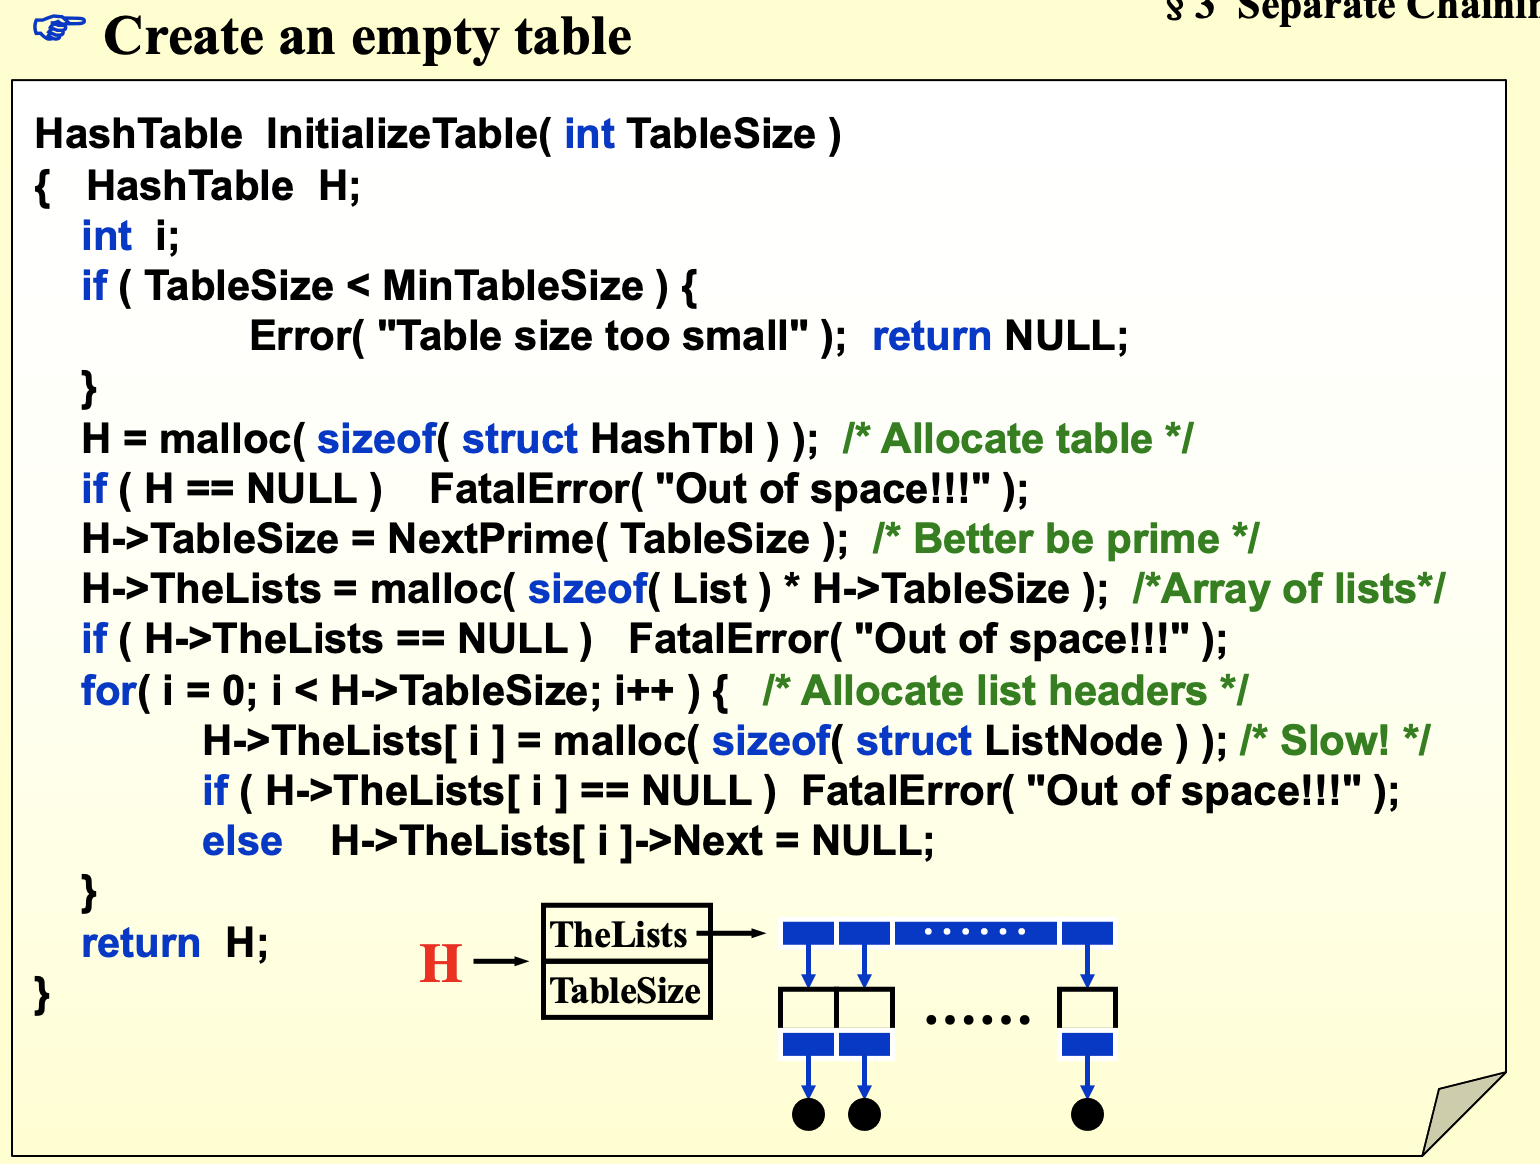 § 3 Separate
Create an empty table
HashTable InitializeTable( int TableSize )
{ HashTable H;
int i;
if ( TableSize < MinTableSize ) {
Error( "Table size too small" ); return NULL;
}
H = malloc( sizeof( struct HashTbl ) ); /* Allocate table */
if ( H == NULL ) FatalError( "Out of space!!!" );
H->TableSize = NextPrime( TableSize ); /* Better be prime */
H->TheLists = malloc( sizeof( List ) * H->TableSize ); /*Array of lists*/
if ( H->TheLists == NULL ) FatalError( "Out of space!!!" );
for( i = 0; i < H->TableSize; i++ ) { /* Allocate list headers */
H->TheLists[ i ] = malloc( sizeof( struct ListNode ) ); /* Slow! */
if ( H->TheLists[ i ] == NULL ) FatalError( "Out of space!!!" );
else H->TheLists[ i ]->Next = NULL;
}
return H;
}
H
TheLists
TableSize
......
......